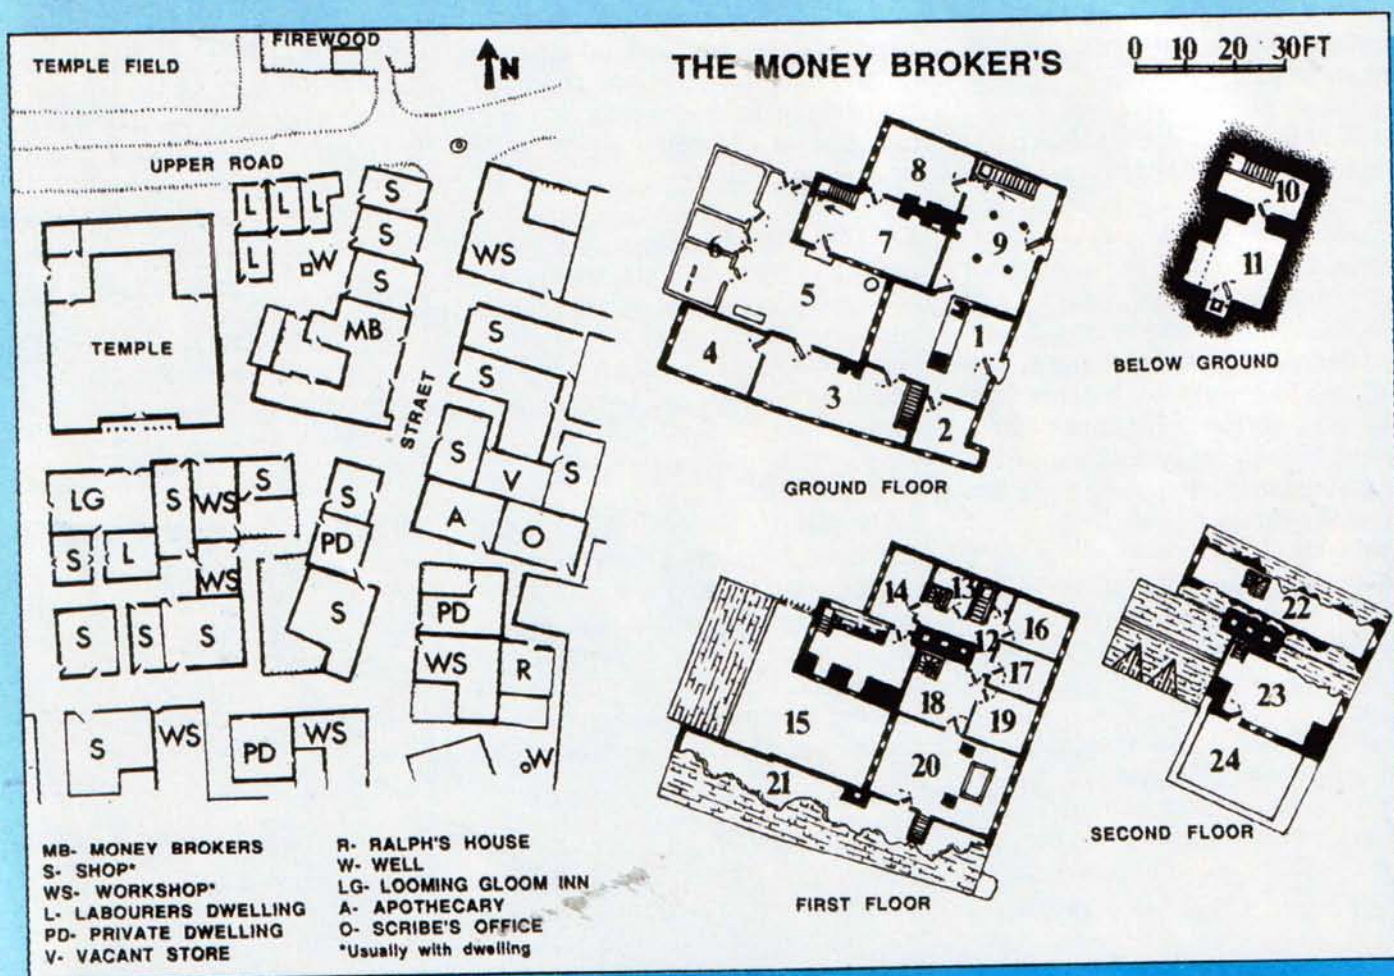 FIREWOOD
TEMPLE FIELD
N
UPPER ROAD
L L L
S
L
W
S
S
WS
TEMPLE
MB
S
S
STRAET
S
V
S
LG
S
WS
S
S
A
O
S
L
PD
WS
S
PD
S
S
S
WS
R
S
WS
PD
WS
W
MB- MONEY BROKERS
S- SHOP*
WS- WORKSHOP*
L- LABOURERS DWELLING
PD- PRIVATE DWELLING
V- VACANT STORE
R- RALPH'S HOUSE
W- WELL
LG- LOOMING GLOOM INN
A- APOTHECARY
O- SCRIBE'S OFFICE
*Usually with dwelling
THE MONEY BROKER'S
0 10 20 30FT
8
6
7
9
5
4
3
1
2
GROUND FLOOR
10
11
BELOW GROUND
14
13
12
16
17
18
19
15
20
21
FIRST FLOOR
22
23
24
SECOND FLOOR